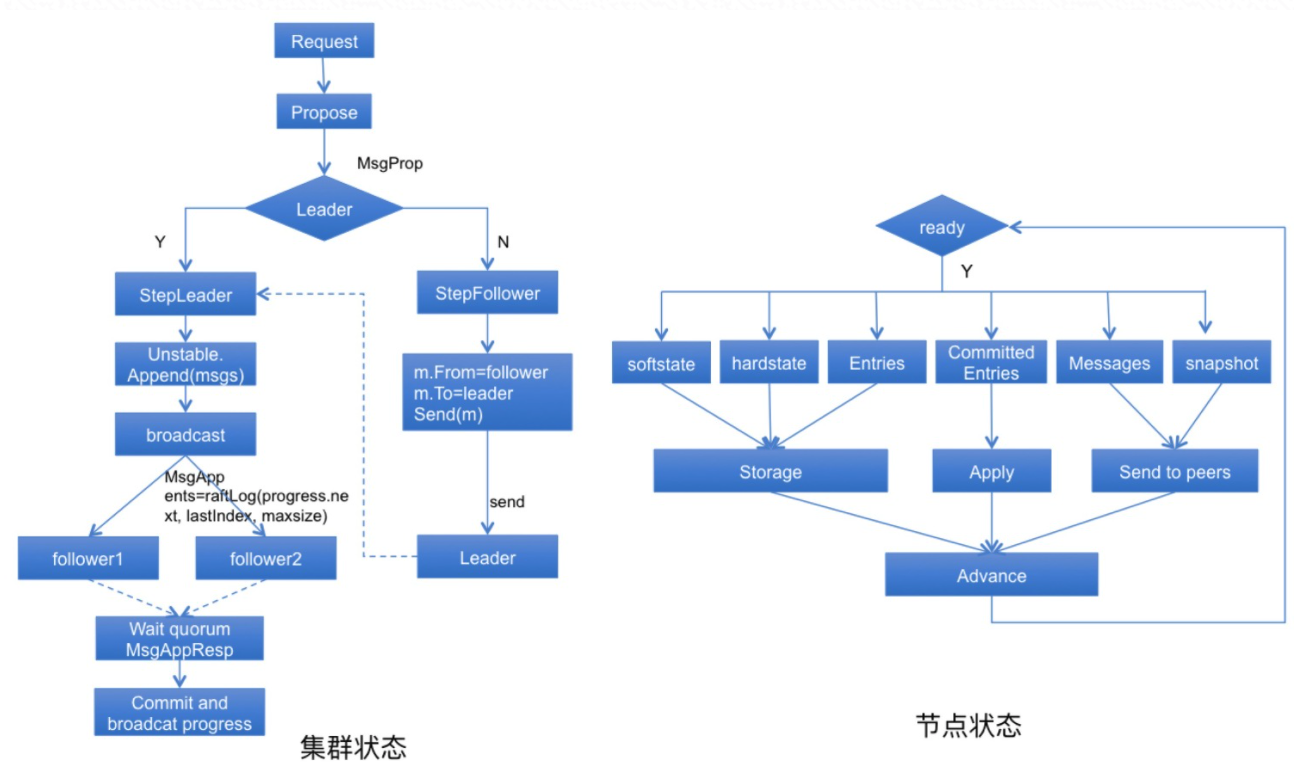 Request
Propose
MsgProp
Leader
Y
N
StepLeader
StepFollower
Unstable.
Append(msgs)
m.From=follower
m.To=leader
Send(m)
broadcast
MsgApp
ents=raftLog(progress.ne
xt, lastIndex, maxsize)
send
follower1
follower2
Leader
Wait quorum
MsgAppResp
Commit and
broadcat progress
集群状态
ready
Y
softstate
hardstate
Entries
Committed
Entries
Messages
snapshot
Storage
Apply
Send to peers
Advance
节点状态